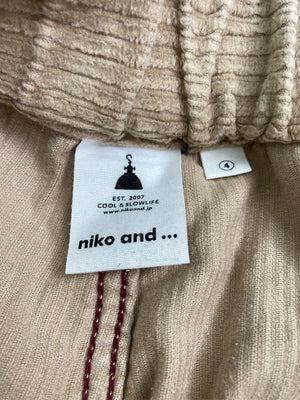 EST. 2007
COOL & SLOWLIFE
www.nikoand.jp
niko and ...
4